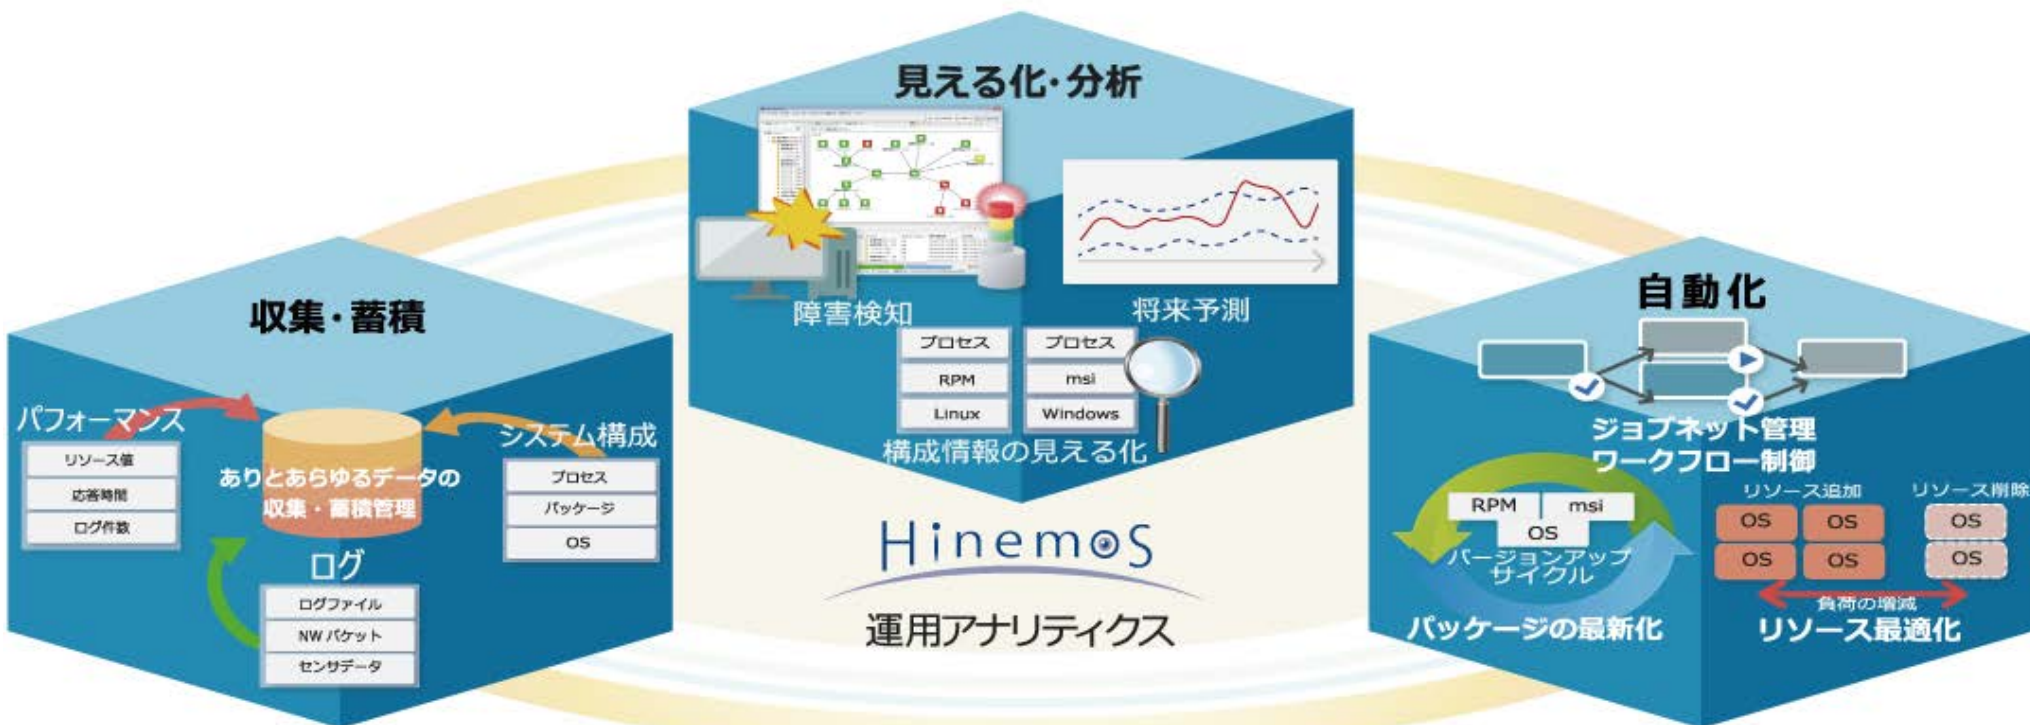 見える化・分析
障害検知
将来予測
プロセス
RPM
Linux
プロセス
msi
Windows
構成情報の見える化
収集・蓄積
パフォーマンス
リソース値
応答時間
ログ件数
ありとあらゆるデータの
収集・蓄積管理
システム構成
プロセス
パッケージ
OS
ログ
ログファイル
NW パケット
センサデータ
Hinemos
運用アナリティクス
自動化
ジョブネット管理
ワークフロー制御
RPM
msi
OS
バージョンアップ
サイクル
パッケージの最新化
リソース追加
OS
OS
OS
OS
リソース削除
OS
OS
負荷の増減
リソース最適化